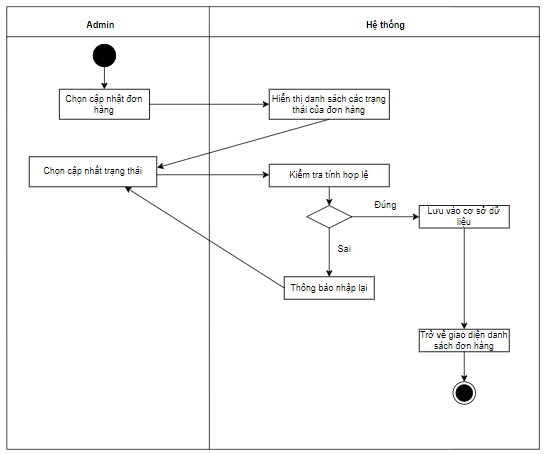 Admin
Hệ thống
Chọn cập nhật đơn
hàng
Hiển thị danh sách các trạng
thái của đơn hàng
Chọn cập nhất trạng thái
Kiểm tra tính hợp lệ
Đúng
Lưu vào cơ sở dữ
liệu
Sai
Thông báo nhập lại
Trở về giao diện danh
sách đơn hàng